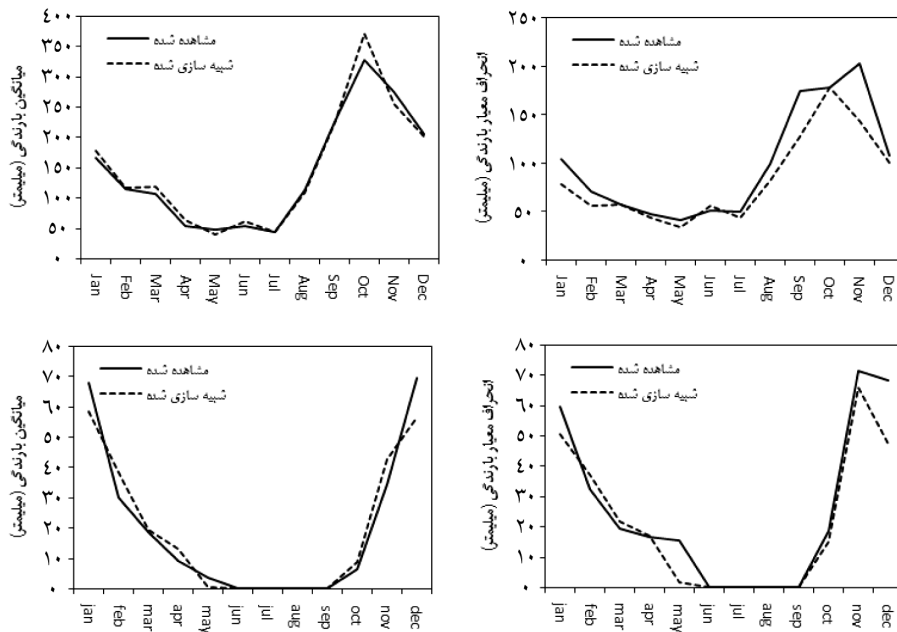 میانگین بارندگی (میلیمتر)
۴۰۰
۳۵۰
۳۰۰
۲۵۰
۲۰۰
۱۵۰
۱۰۰
۵۰
۰
مشاهده شده
شبیه سازی شده
Jan Feb Mar Apr May Jun Jul Aug Sep Oct Nov Dec
انحراف معیار بارندگی (میلیمتر)
۲۵۰
۲۰۰
۱۵۰
۱۰۰
۵۰
۰
مشاهده شده
شبیه سازی شده
Jan Feb Mar Apr May Jun Jul Aug Sep Oct Nov Dec
میانگین بارندگی (میلیمتر)
۸۰
۷۰
۶۰
۵۰
۴۰
۳۰
۲۰
۱۰
۰
مشاهده شده
شبیه سازی شده
jan feb mar apr may jun jul aug sep oct nov dec
انحراف معیار بارندگی (میلیمتر)
۸۰
۷۰
۶۰
۵۰
۴۰
۳۰
۲۰
۱۰
۰
مشاهده شده
شبیه سازی شده
jan feb mar apr may jun jul aug sep oct nov dec